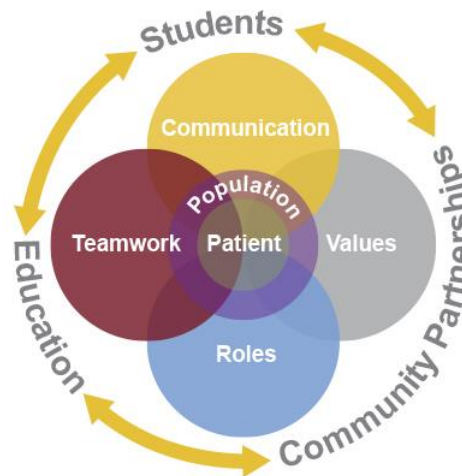 Students
Communication
Population
Teamwork
Patient
Values
Roles
Education
Community Partnerships